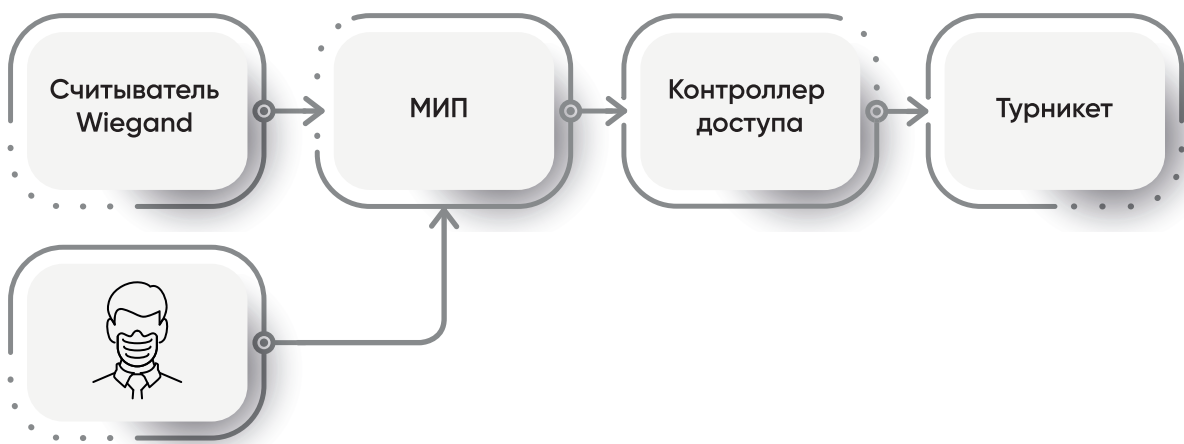 Считыватель
Wiegand
МИП
Контроллер
доступа
Турникет